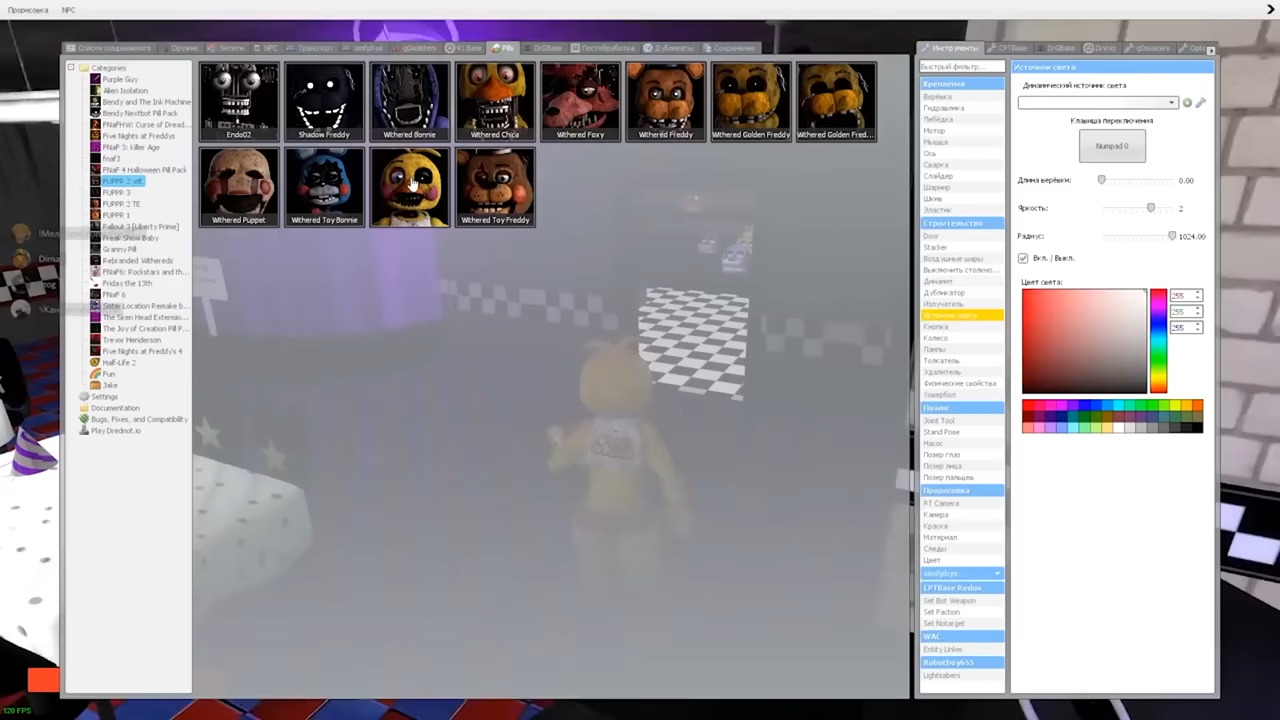 Прорисовка NPC
Оружие
Энтити
NPC
Транспорт
simfphys
gDisasters
VJ Base
Pills
DrGBase
Постобработка
Дубликаты
Сохранения
Инструменты
CPTBase
DrGBase
gDisasters
Categories
Purple Guy
Alien Isolation
Bendy and The Ink Machine
Bendy Nextbot Pill Pack
FNaFHW: Curse of Dread...
Five Nights at Freddys
FNaF 3: Killer Age
fnaf3
FNaF 4 Halloween Pill Pack
FUPPR 2 WE
FUPPR 3
FUPPR 2 TE
FUPPR 1
Fallout 3 [Liberty Prime]
Freak Show Baby
Granny Pill
Rebranded Withereds
FNaF6: Rockstars and th...
Friday the 13th
FNaF 6
Sister Location Remake b...
The Siren Head Extensio...
The Joy of Creation Pill P...
Trevor Henderson
Five Nights at Freddy's 4
Half-Life 2
Fun
Jake
Settings
Documentation
Bugs, Fixes, and Compatibility
Play Drednot.io
Endo02
Shadow Freddy
Withered Bonnie
Withered Chica
Withered Foxy
Withered Freddy
Withered Golden Freddy
Withered Golden Fred...
Withered Puppet
Withered Toy Bonnie
Withered Toy Freddy
Быстрый фильтр...
Крепления
Верёвка
Гидравлика
Лебёдка
Мотор
Мышца
Ось
Сварка
Слайдер
Шарнир
Шкив
Эластик
Строительство
Door
Stacker
Воздушные шары
Выключить столкно...
Динамит
Дубликатор
Излучатель
Источник света
Кнопка
Колесо
Лампы
Толкатель
Удалитель
Физические свойства
Ховербол
Позинг
Joint Tool
Stand Pose
Насос
Позер глаз
Позер лица
Позер пальцев
Прорисовка
RT Camera
Камера
Краска
Материал
Следы
Цвет
simfphys
CPTBase Redux
Set Bot Weapon
Set Faction
Set Notarget
WAC
Entity Linker
Robotboy655
Lightsabers
Источник света
Динамический источник света
Клавиша переключения
Numpad 0
Длина верёвки: 0.00
Яркость: 2
Радиус: 1024.00
Вкл. / Выкл.
Цвет света:
255
255
255
120 FPS